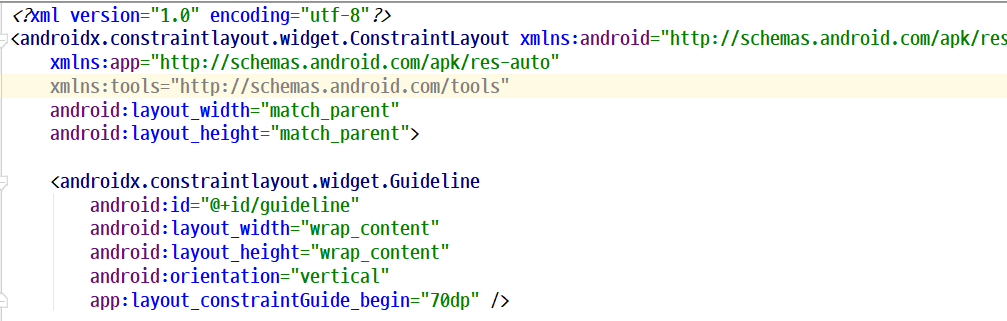 <?xml version="1.0" encoding="utf-8"?>
<androidx.constraintlayout.widget.ConstraintLayout xmlns:android="http://schemas.android.com/apk/res
xmlns:app="http://schemas.android.com/apk/res-auto"
xmlns:tools="http://schemas.android.com/tools"
android:layout_width="match_parent"
android:layout_height="match_parent">
<androidx.constraintlayout.widget.Guideline
android:id="@+id/guideline"
android:layout_width="wrap_content"
android:layout_height="wrap_content"
android:orientation="vertical"
app:layout_constraintGuide_begin="70dp" />